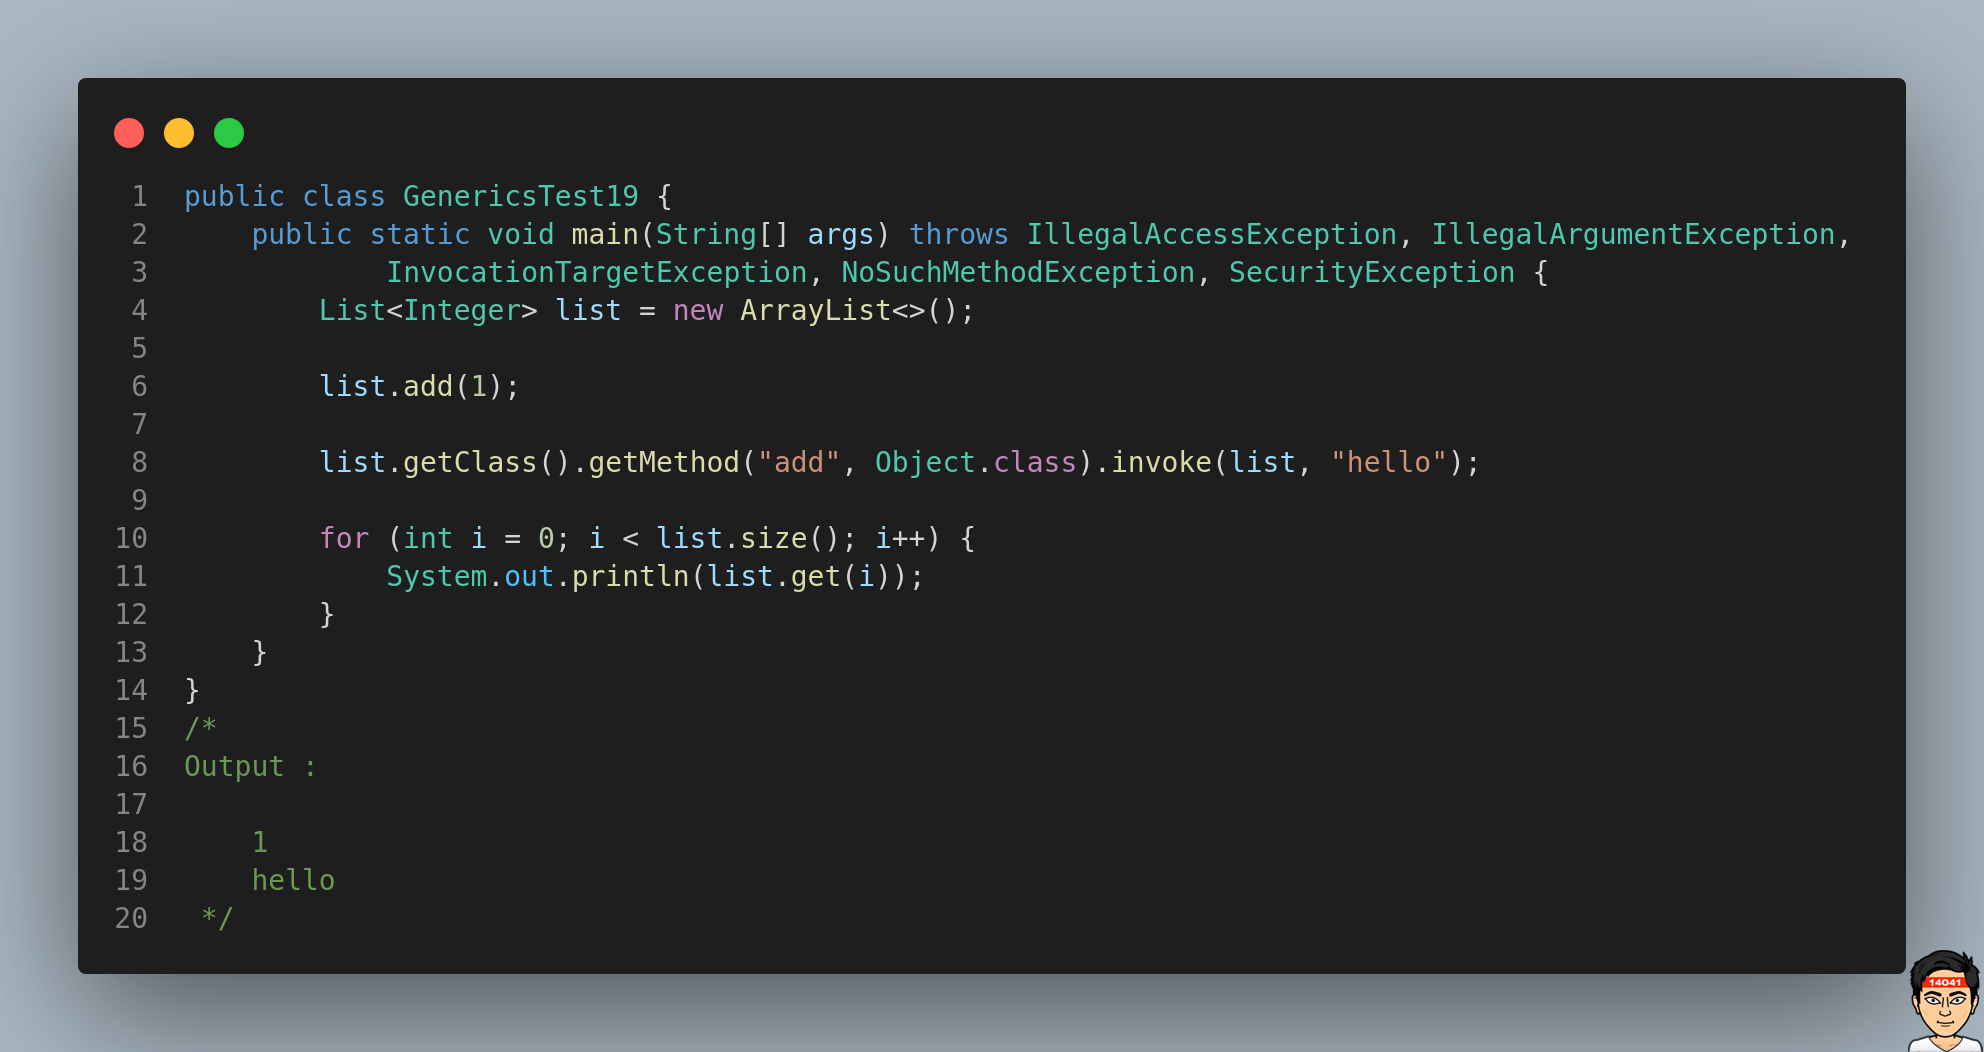 1 public class GenericsTest19 {
2     public static void main(String[] args) throws IllegalAccessException, IllegalArgumentException,
3             InvocationTargetException, NoSuchMethodException, SecurityException {
4         List<Integer> list = new ArrayList<>();
5
6         list.add(1);
7
8         list.getClass().getMethod("add", Object.class).invoke(list, "hello");
9
10         for (int i = 0; i < list.size(); i++) {
11             System.out.println(list.get(i));
12         }
13     }
14 }
15 /*
16 Output :
17
18     1
19     hello
20  */
14041